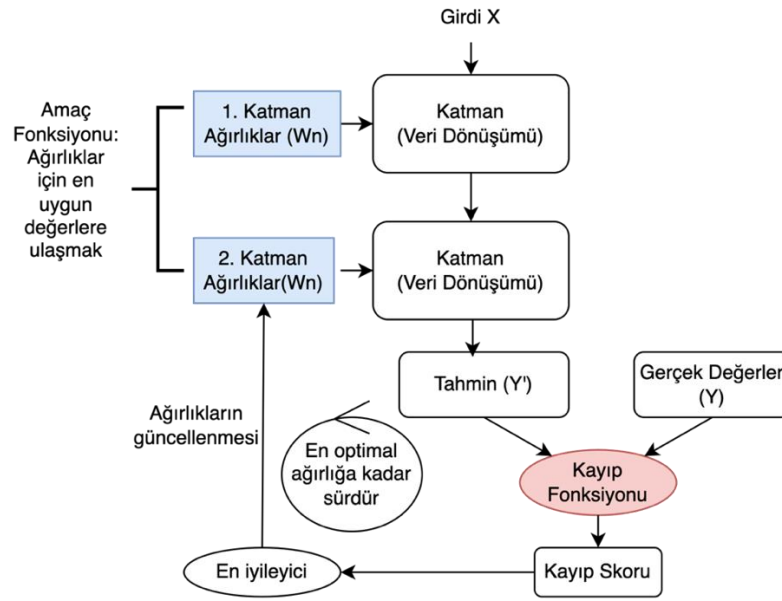 Girdi X
Amaç
Fonksiyonu:
Ağırlıklar
için en
uygun
değerlere
ulaşmak
1. Katman
Ağırlıklar (Wn)
Katman
(Veri Dönüşümü)
2. Katman
Ağırlıklar(Wn)
Katman
(Veri Dönüşümü)
Tahmin (Y')
Gerçek Değerler
(Y)
Ağırlıkların
güncellenmesi
En optimal
ağırlığa kadar
sürdür
Kayıp
Fonksiyonu
En iyileyici
Kayıp Skoru